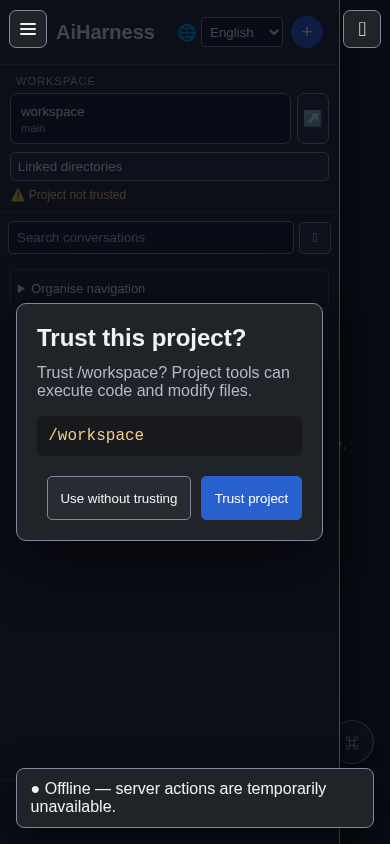 AiHarness
English
+
WORKSPACE
workspace
main
Linked directories
⚠️ Project not trusted
Search conversations
▶ Organise navigation
Trust this project?
Trust /workspace? Project tools can
execute code and modify files.
/workspace
Use without trusting
Trust project
⌘
● Offline — server actions are temporarily
unavailable.